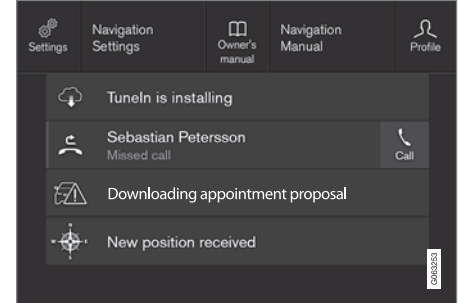 Settings
Navigation
Settings
Owner's
manual
Navigation
Manual
Profile
TuneIn is installing
Sebastian Petersson
Missed call
Call
Downloading appointment proposal
New position received
G063253